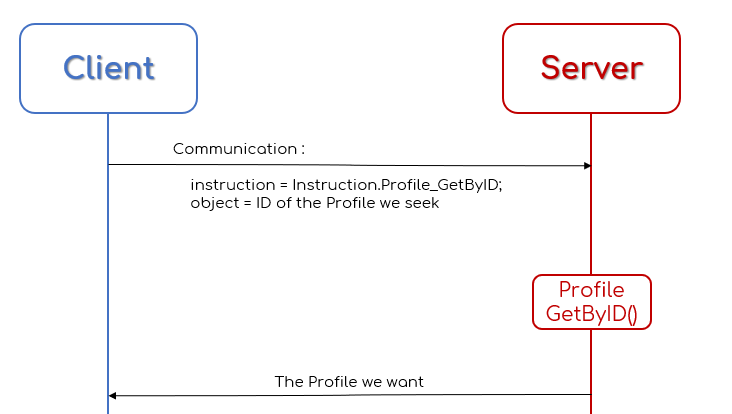 Client
Server
Communication :
instruction = Instruction.Profile_GetByID;
object = ID of the Profile we seek
Profile
GetByID()
The Profile we want